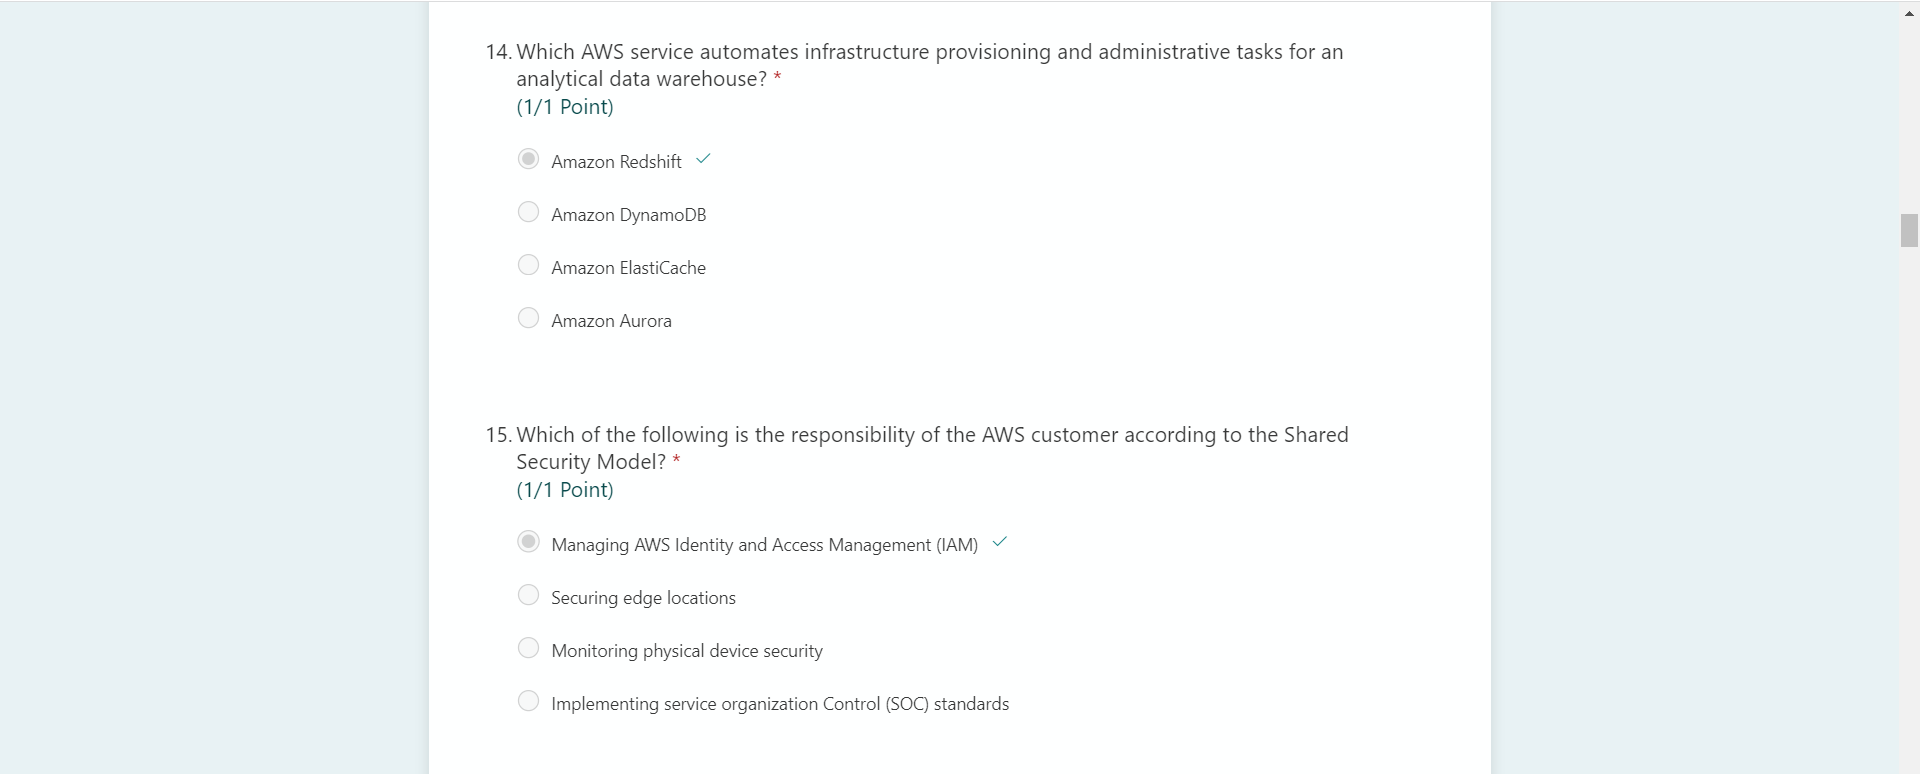 14. Which AWS service automates infrastructure provisioning and administrative tasks for an
analytical data warehouse? *
(1/1 Point)
Amazon Redshift
Amazon DynamoDB
Amazon ElastiCache
Amazon Aurora
15. Which of the following is the responsibility of the AWS customer according to the Shared
Security Model? *
(1/1 Point)
Managing AWS Identity and Access Management (IAM)
Securing edge locations
Monitoring physical device security
Implementing service organization Control (SOC) standards